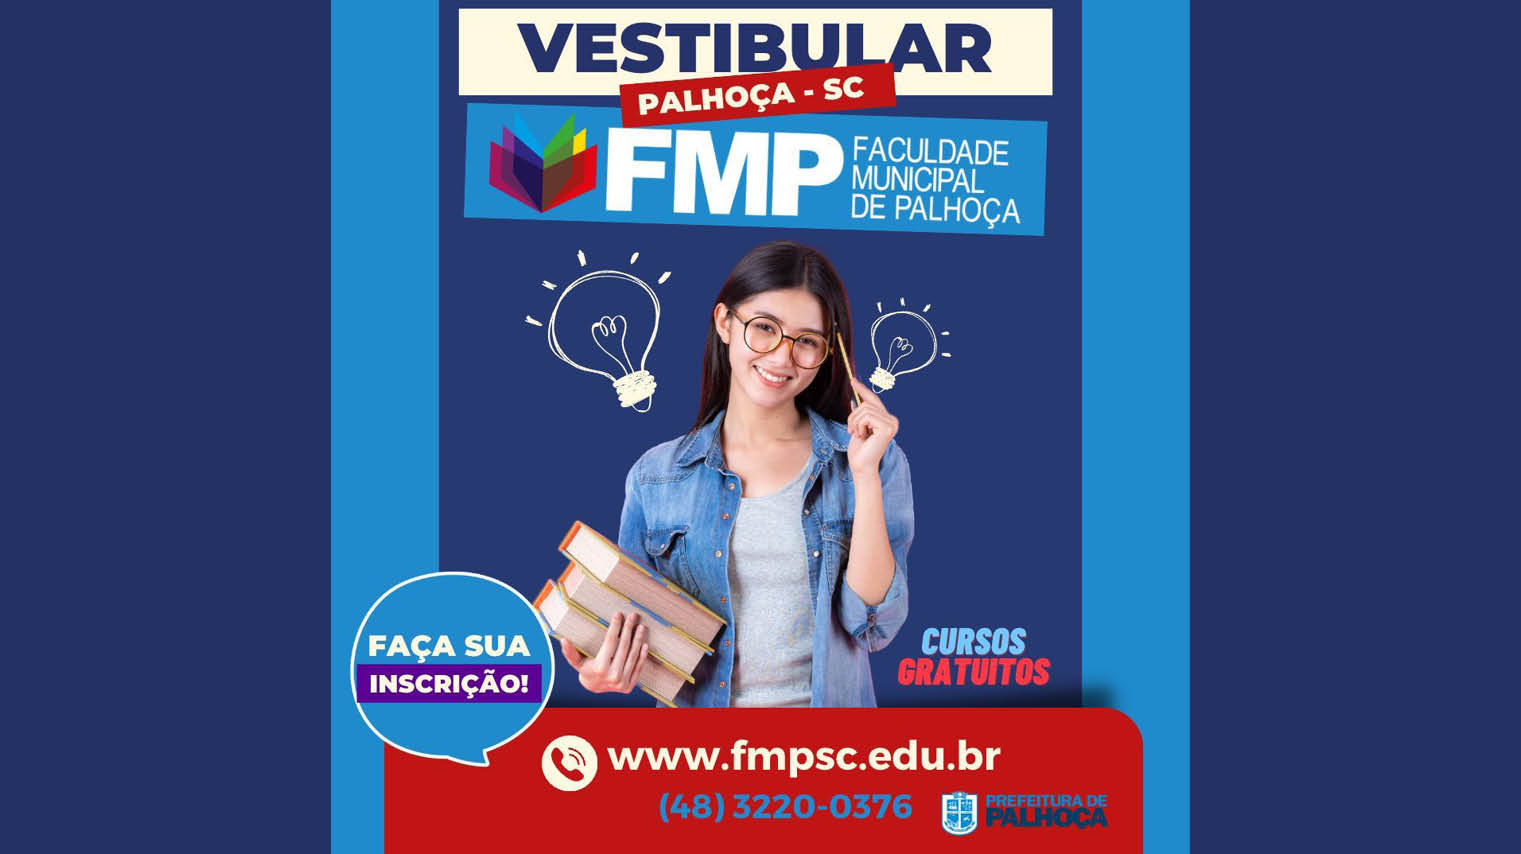 VESTIBULAR
PALHOÇA - SC
FMP
FACULDADE
MUNICIPAL
DE PALHOÇA
CURSOS
GRATUITOS
FAÇA SUA
INSCRIÇÃO!
www.fmpsc.edu.br
(48) 3220-0376
PREFEITURA DE
PALHOÇA